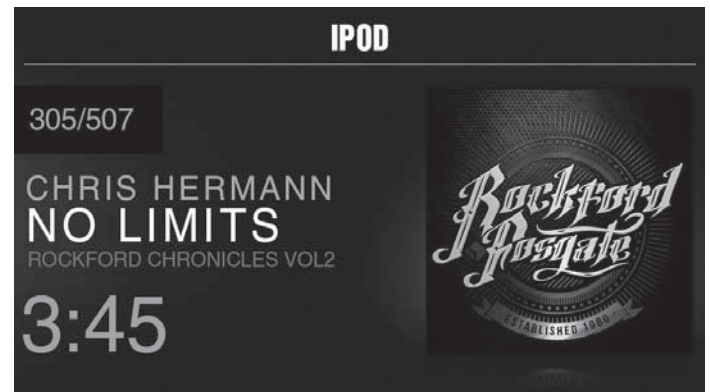 IPOD
305/507
CHRIS HERMANN
NO LIMITS
ROCKFORD CHRONICLES VOL2
3:45
Rockford
Fosgate
ESTABLISHED 1980